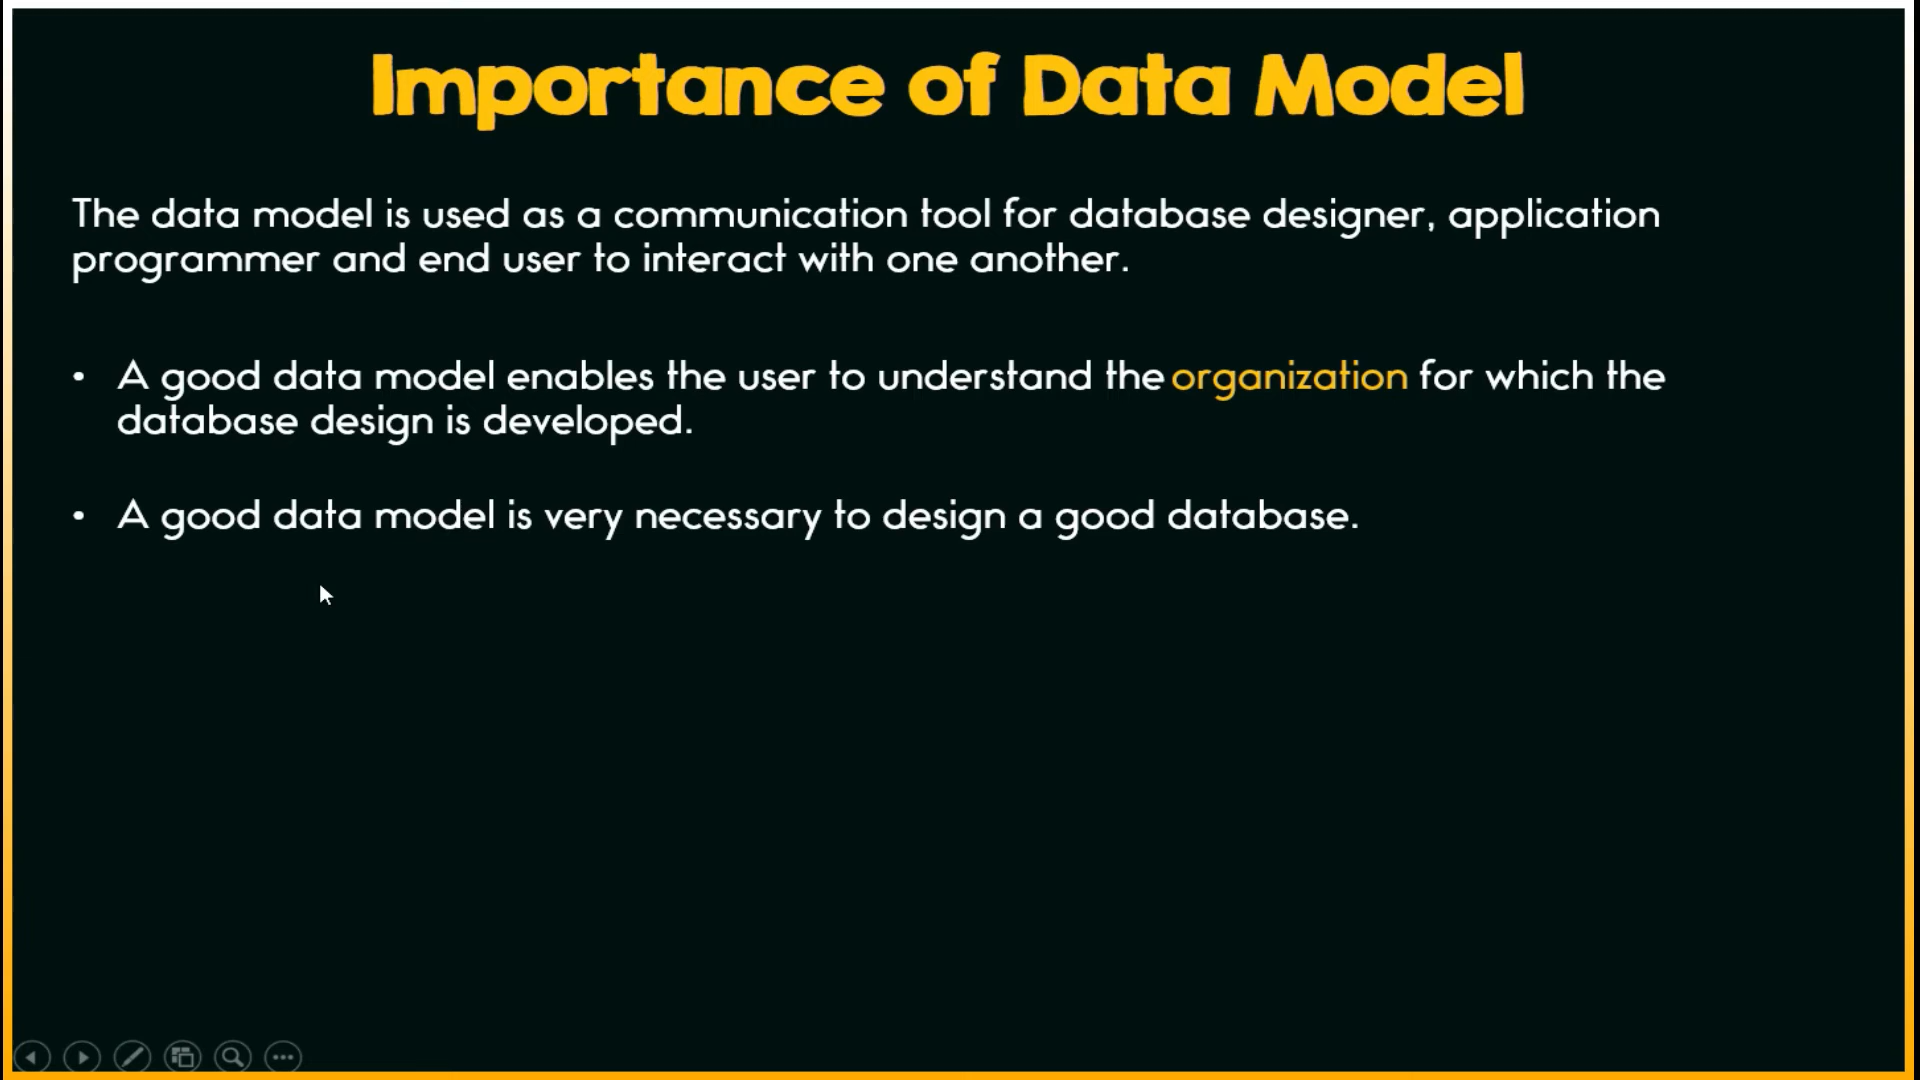 Importance of Data Model
The data model is used as a communication tool for database designer, application
programmer and end user to interact with one another.
• A good data model enables the user to understand the organization for which the
database design is developed.
• A good data model is very necessary to design a good database.